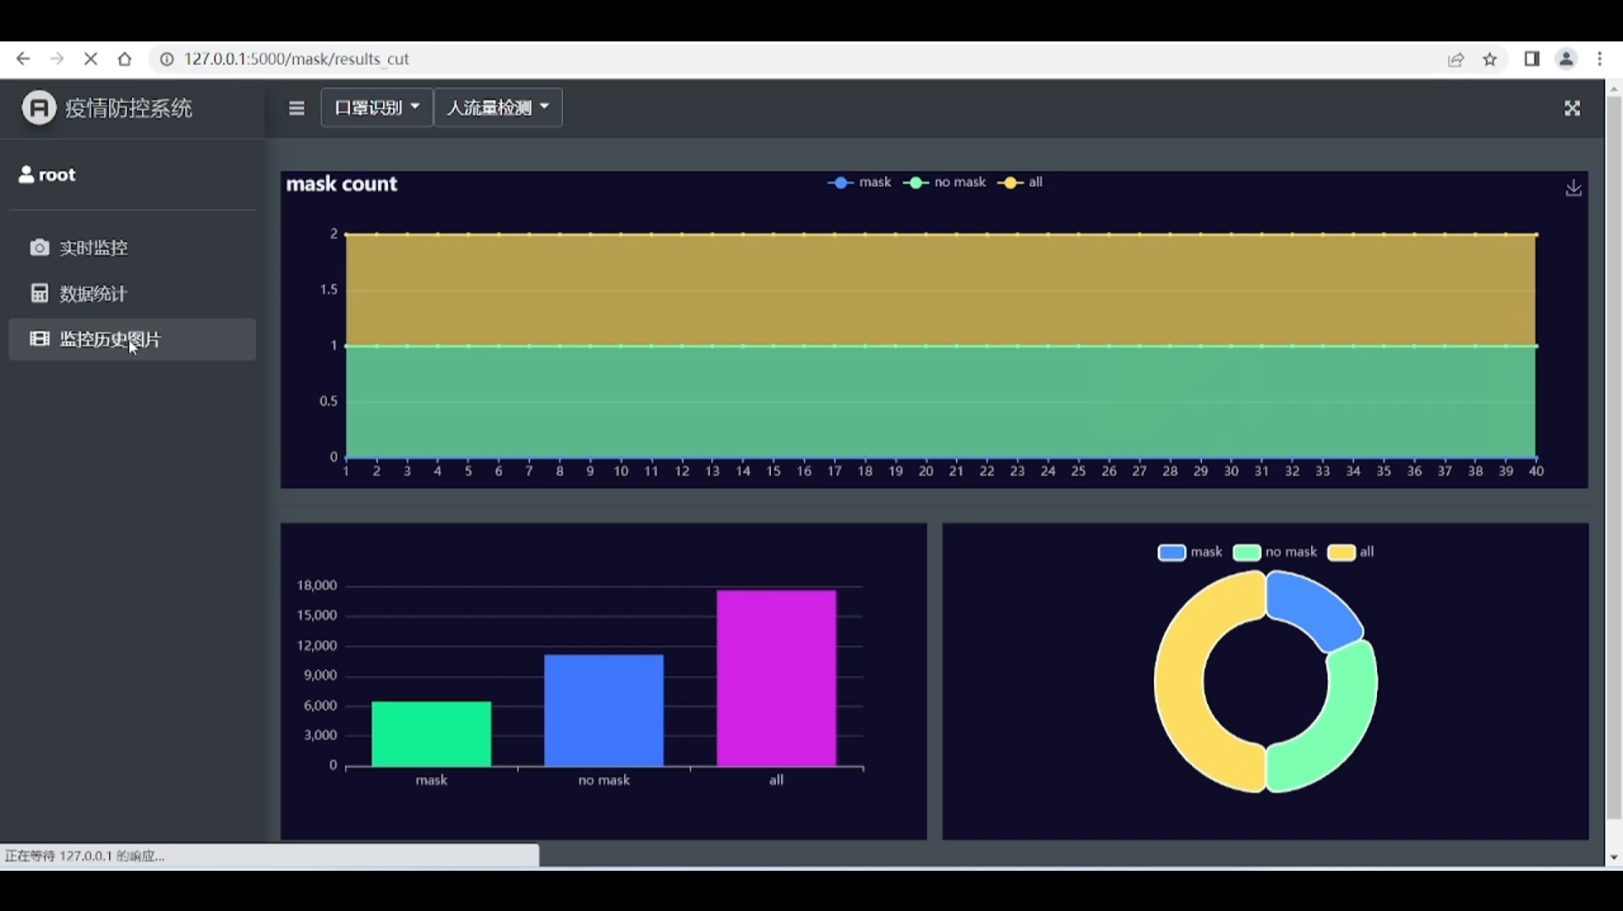 127.0.0.1:5000/mask/results_cut
疫情防控系统
口罩识别
人流量检测
root
实时监控
数据统计
监控历史图片
mask count
mask
no mask
all
2
1.5
1
0.5
0
1 2 3 4 5 6 7 8 9 10 11 12 13 14 15 16 17 18 19 20 21 22 23 24 25 26 27 28 29 30 31 32 33 34 35 36 37 38 39 40
18,000
15,000
12,000
9,000
6,000
3,000
0
mask
no mask
all
mask
no mask
all
正在等待 127.0.0.1 的响应...